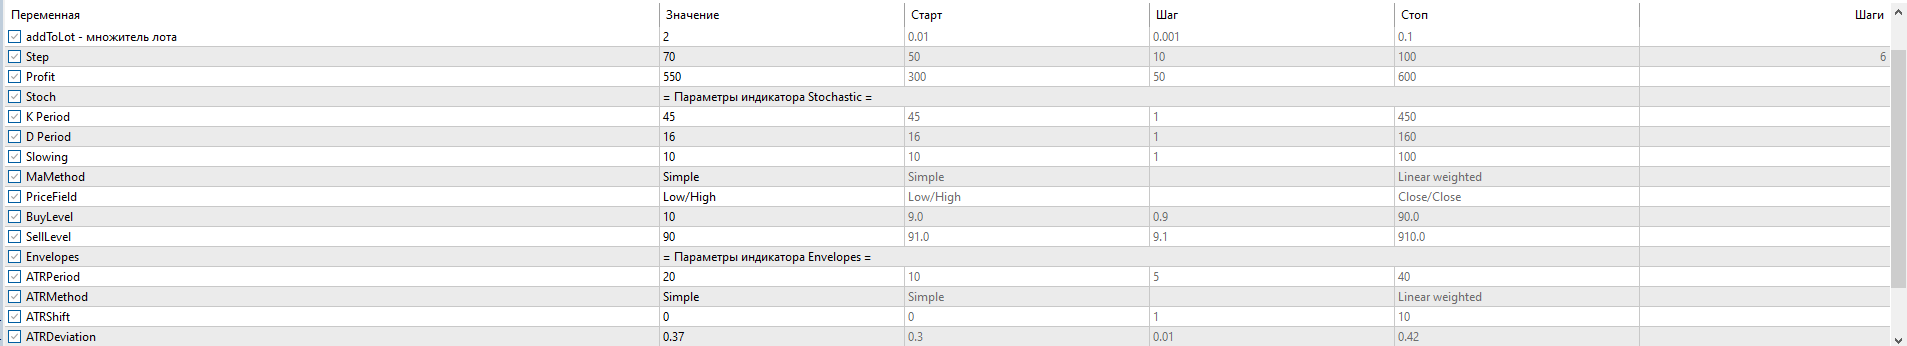 Переменная Значение Старт Шаг Стоп Шаги
addToLot - множитель лота 2 0.01 0.001 0.1
Step 70 50 10 100 6
Profit 550 300 50 600
Stoch = Параметры индикатора Stochastic =
K Period 45 45 1 450
D Period 16 16 1 160
Slowing 10 10 1 100
MaMethod Simple Simple Linear weighted
PriceField Low/High Low/High Close/Close
BuyLevel 10 9.0 0.9 90.0
SellLevel 90 91.0 9.1 910.0
Envelopes = Параметры индикатора Envelopes =
ATRPeriod 20 10 5 40
ATRMethod Simple Simple Linear weighted
ATRShift 0 0 1 10
ATRDeviation 0.37 0.3 0.01 0.42